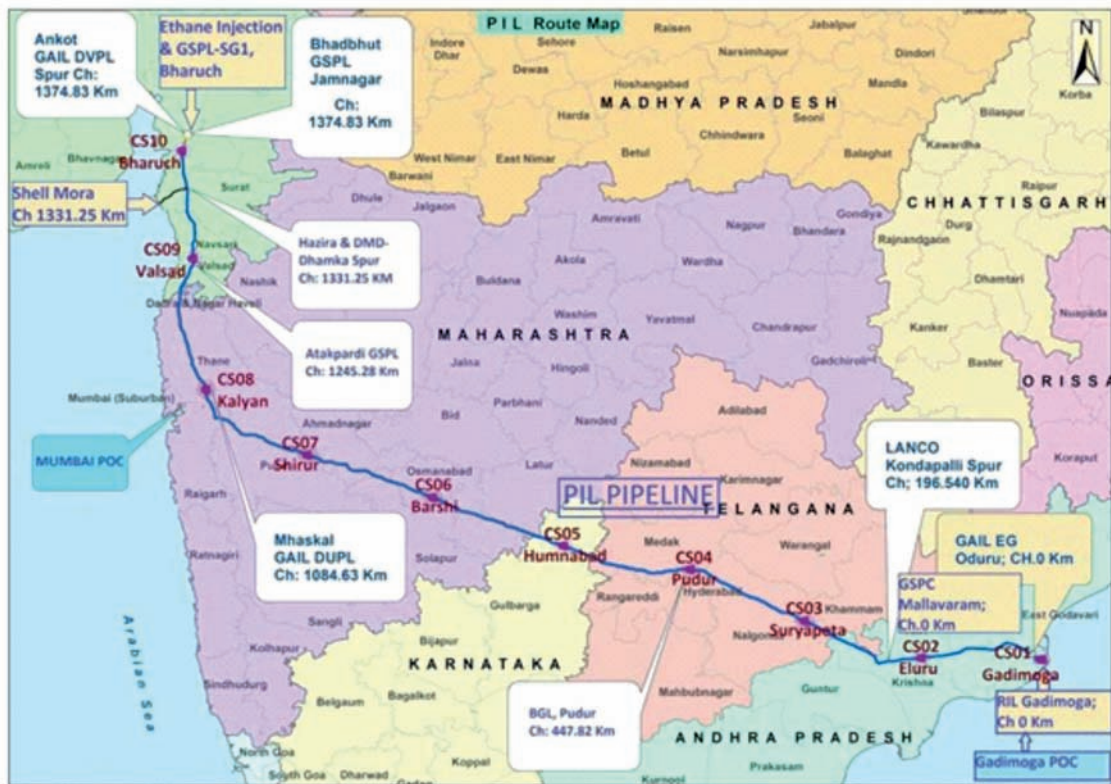 PIL Route Map
N
Ankot
GAIL DVPL
Spur Ch:
1374.83 Km
Ethane Injection
& GSPL-SG1,
Bharuch
Bhadbhut
GSPL
Jamnagar
Ch:
1374.83 Km
Indore
Dhar
Sehore
Dewas
Raisen
Jabalpur
Narsimhapur
Dindori
Hoshangabad
Mandla
Korba
MADHYA PRADESH
Harda
Seoni
Bilaspur
Chhindwara
Kawardha
West Nimar
East Nimar
Betul
Balaghat
Barwani
CS10
Bharuch
Amreli
Bhavnagar
Surat
Shell Mora
Ch 1331.25 Km
Dhule
Jalgaon
Amravati
Nagpur
Gondiya
Bhandara
Raipur
CHHATTISGARH
Rajnandgaon
Durg
CS09
Valsad
Navsari
Valsad
Hazira & DMD-
Dhamka Spur
Ch: 1331.25 KM
Nashik
Buldana
Akola
Wardha
Dhamtari
Dadra & Nagar Haveli
Washim
Yavatmal
Chandrapur
Nuapada
MAHARASHTRA
Kanker
Atakpardi GSPL
Ch: 1245.28 Km
Jalna
Hingoli
Gadchiroli
Baster
Thane
ORISSA
CS08
Kalyan
Mumbai (Suburban)
Parbhani
Bid
Nanded
Adilabad
Ahmadnagar
MUMBAI POC
CS07
Shirur
Osmanabad
Latur
Nizamabad
Karimnagar
LANCO
Kondapalli Spur
Ch; 196.540 Km
Koraput
CS06
Barshi
PIL PIPELINE
TELANGANA
Raigarh
Ratnagiri
Mhaskal
GAIL DUPL
Ch: 1084.63 Km
Solapur
CS05
Humnabad
Medak
Warangal
CS04
Pudur
Hyderabad
Rangareddi
GAIL EG
Oduru; CH.0 Km
GSPC
Mallavaram;
Ch.0 Km
East Godavari
Gulbarga
CS03
Suryapeta
Khammam
Nalgonda
Sangli
Kolhapur
Bijapur
CS02
Eluru
Krishna
CS01
Gadimoga
KARNATAKA
Sindhudurg
Belgaum
Bagalkot
Mahbubnagar
Guntur
BGL, Pudur
Ch: 447.82 Km
RIL Gadimoga;
Ch 0 Km
ANDHRA PRADESH
Gadimoga POC
Arabian Sea
North Goa
South Goa
Dharwad
Koppal
Kurnool
Prakasam